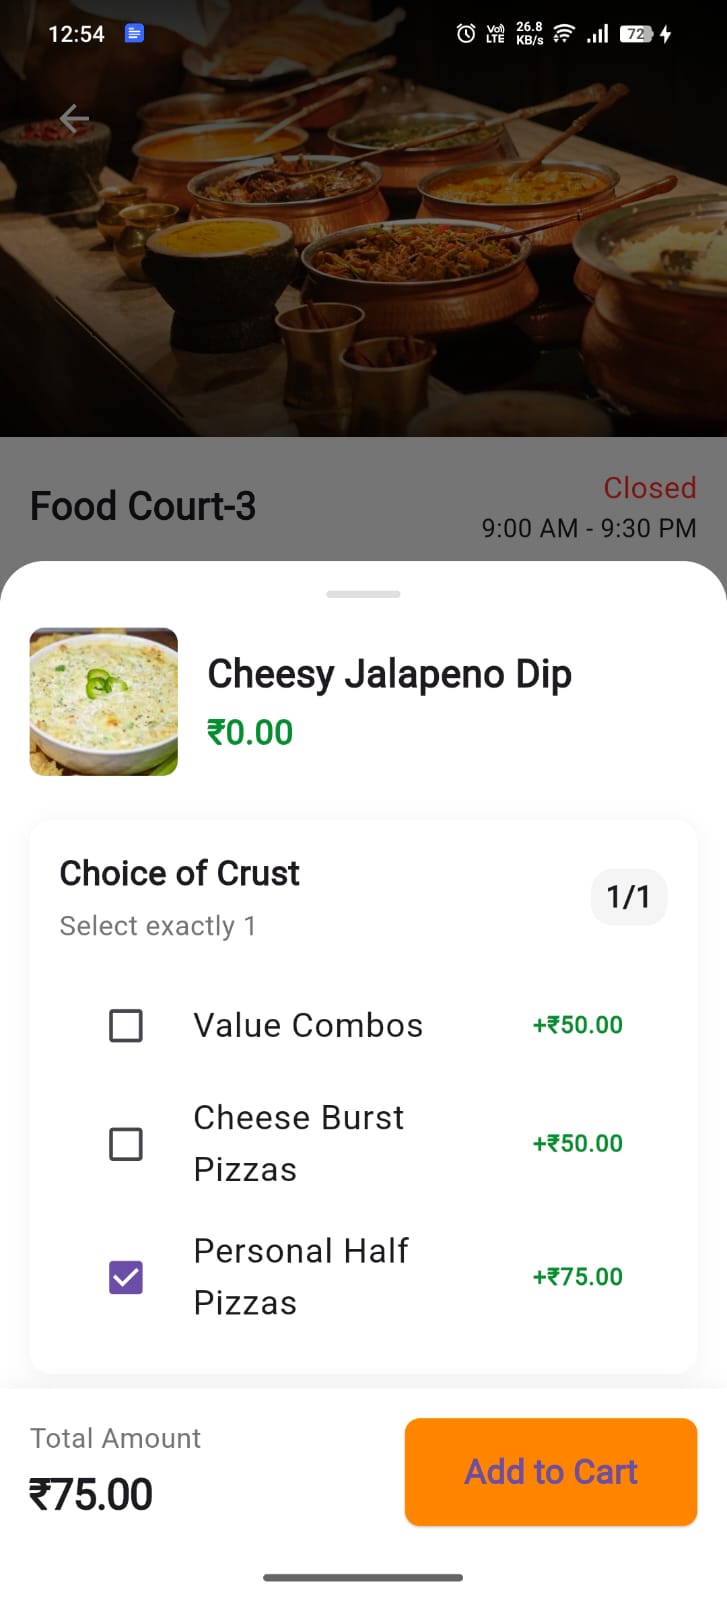 12:54
Vo)
LTE
26.8
KB/s
72
Food Court-3
Closed
9:00 AM - 9:30 PM
Cheesy Jalapeno Dip
₹0.00
Choice of Crust
1/1
Select exactly 1
Value Combos
+₹50.00
Cheese Burst
Pizzas
+₹50.00
Personal Half
Pizzas
+₹75.00
Total Amount
₹75.00
Add to Cart